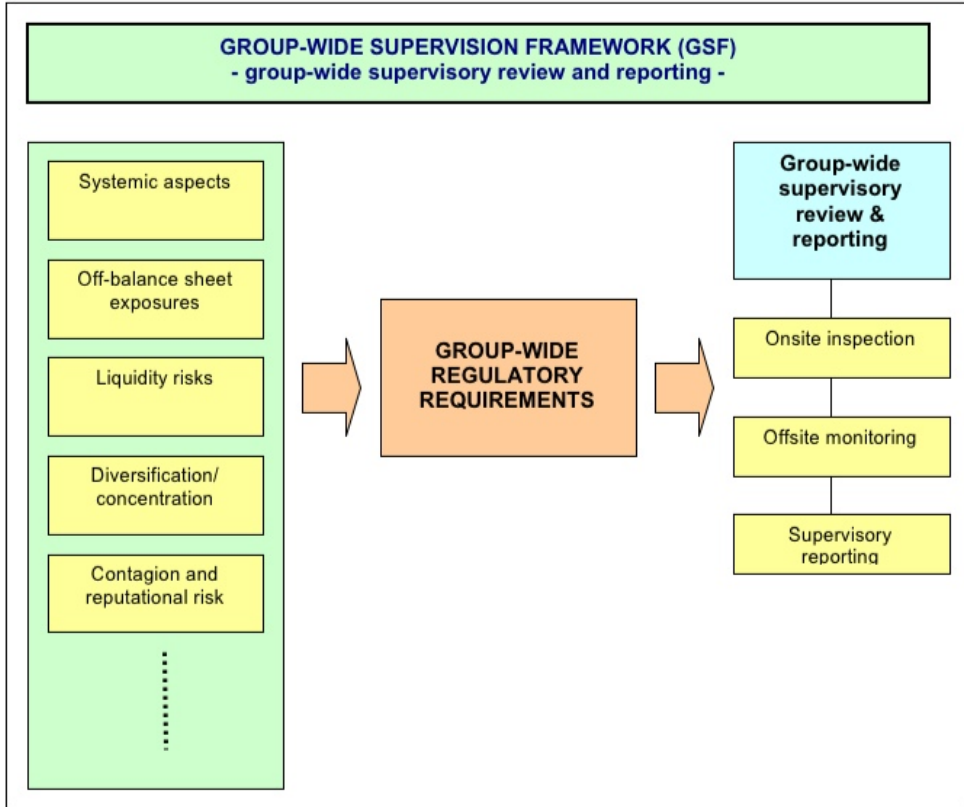 GROUP-WIDE SUPERVISION FRAMEWORK (GSF)
- group-wide supervisory review and reporting -
Systemic aspects
Off-balance sheet
exposures
Liquidity risks
Diversification/
concentration
Contagion and
reputational risk
GROUP-WIDE
REGULATORY
REQUIREMENTS
Group-wide
supervisory
review &
reporting
Onsite inspection
Offsite monitoring
Supervisory
reporting